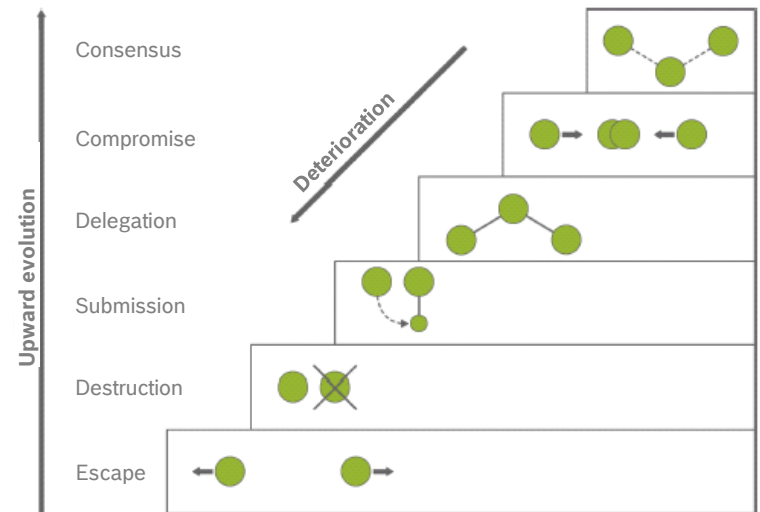 Consensus
Compromise
Delegation
Submission
Destruction
Escape
Upward evolution
Deterioration